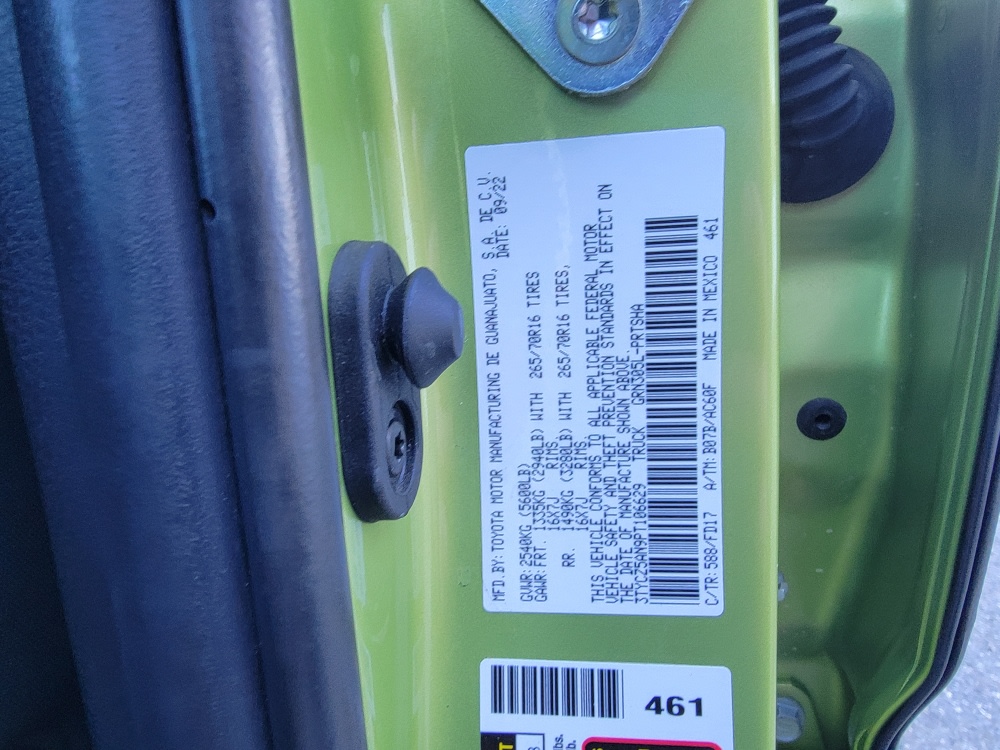 MFD.BY:TOYOTA MOTOR MANUFACTURING DE GUANAJUATO, S.A. DE C.V.
DATE: 09/22
GVWR:2540KG (5600LB)
GAWR:FRT. 1335KG (2940LB) WITH 265/70R16 TIRES
16X7J RIMS,
RR. 1490KG (3280LB) WITH 265/70R16 TIRES,
16X7J RIMS.
THIS VEHICLE CONFORMS TO ALL APPLICABLE FEDERAL MOTOR
VEHICLE SAFETY AND THEFT PREVENTION STANDARDS IN EFFECT ON
THE DATE OF MANUFACTURE SHOWN ABOVE.
3TYCZ5AN9PT106629 TRUCK GRN305L-PRTSHA
C/TR:588/FD17 A/TM:B07B/AC60F MADE IN MEXICO 461
461